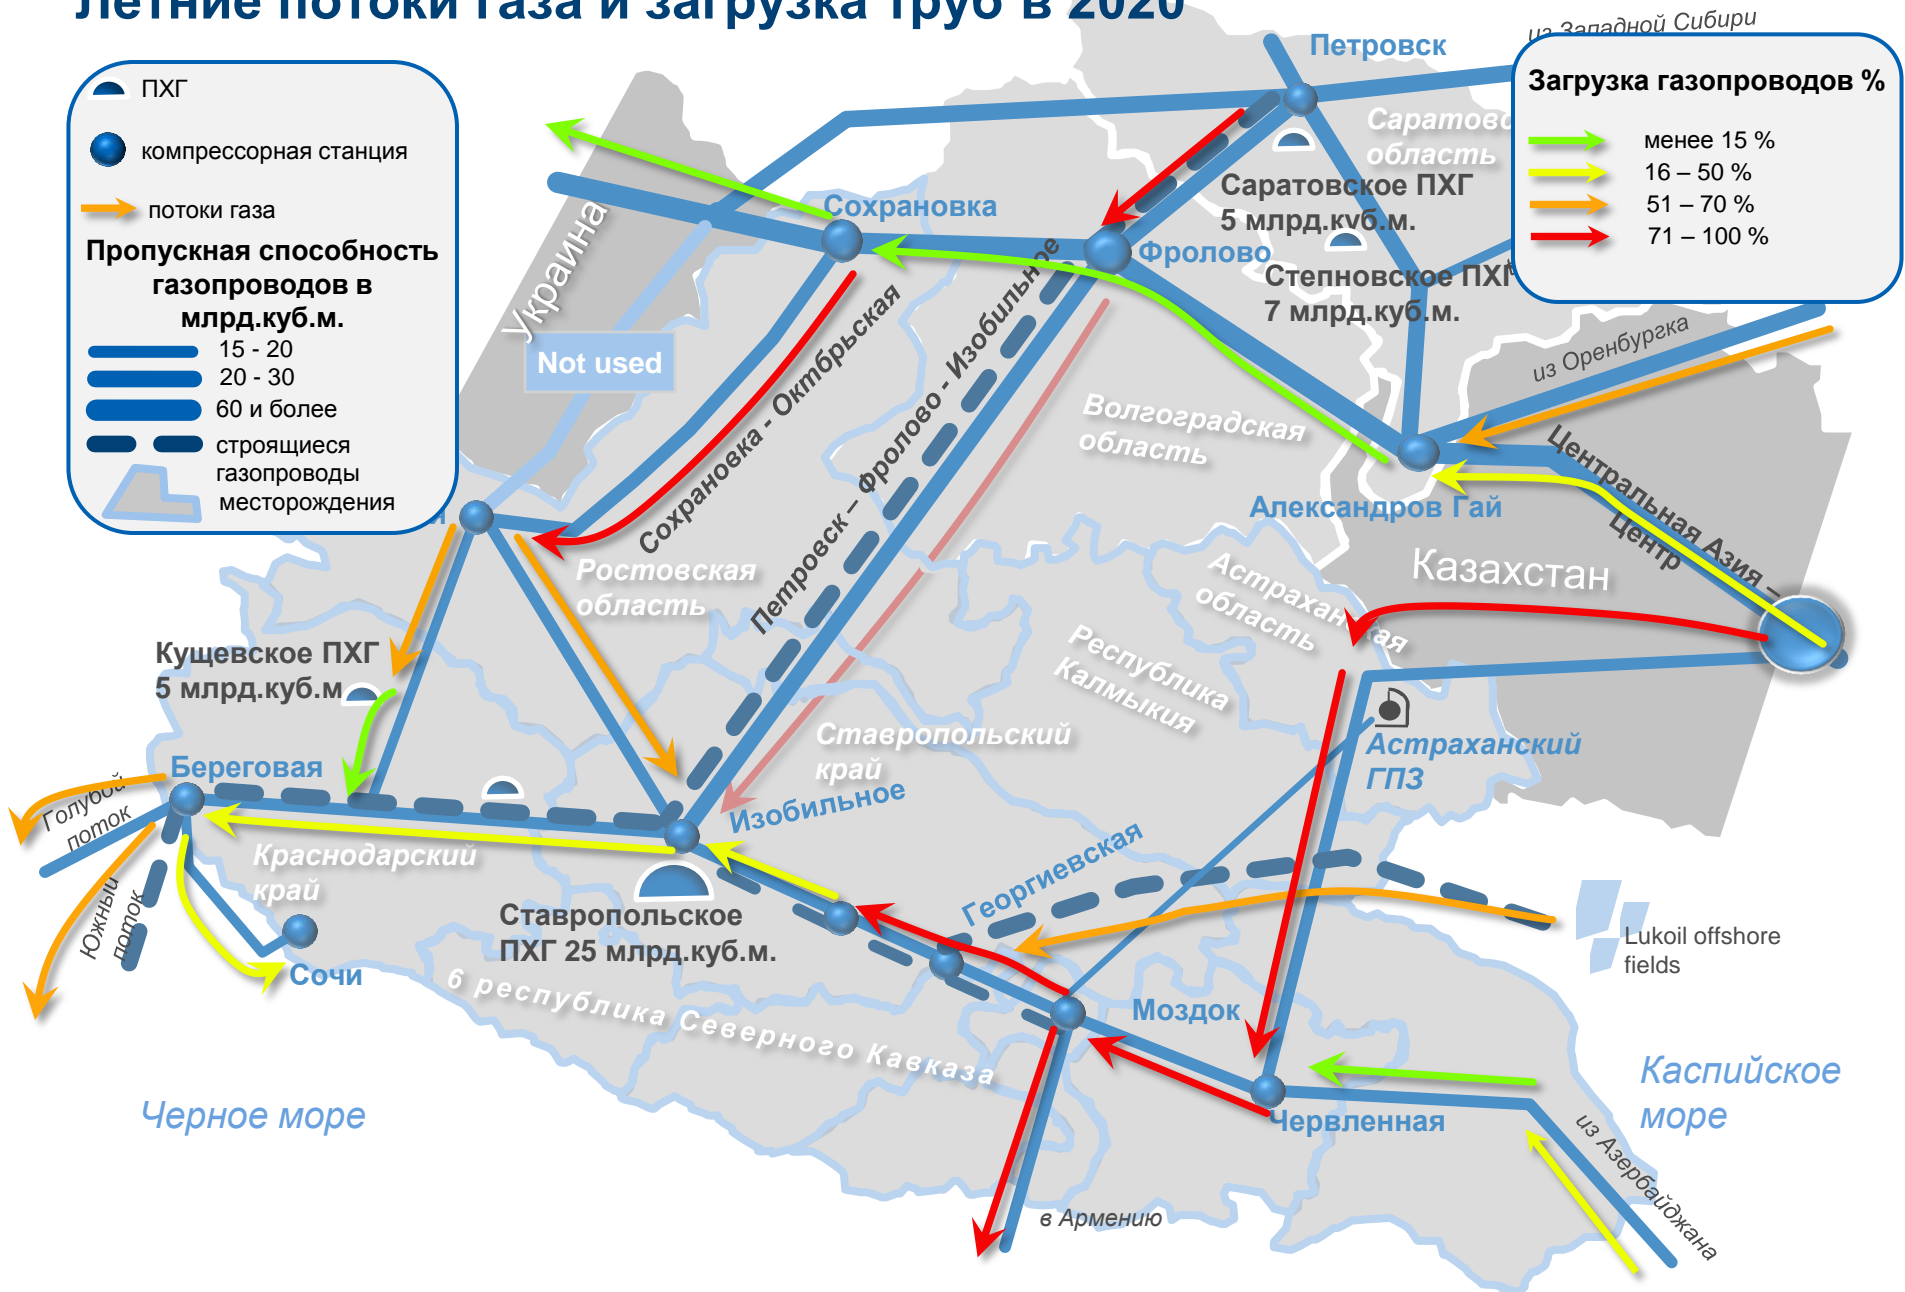 Летние потоки газа и загрузка труб в 2020
из Западной Сибири
Петровск
ПХГ
компрессорная станция
потоки газа
Пропускная способность
газопроводов в
млрд.куб.м.
15 - 20
20 - 30
60 и более
строящиеся
газопроводы
месторождения
Загрузка газопроводов %
менее 15 %
16 – 50 %
51 – 70 %
71 – 100 %
область
Саратовское ПХГ
5 млрд.куб.м.
Сохрановка
Фролово
Степновское ПХГ
7 млрд.куб.м.
Украина
Not used
из Оренбургка
Сохрановка - Октбрьская
Петровск – Фролово - Изобильное
Волгоградская
область
Александров Гай
Центральная Азия –
Центр
Казахстан
Ростовская
область
Астраханская
область
Республика
Калмыкия
Кущевское ПХГ
5 млрд.куб.м
Ставропольский
край
Астраханский
ГПЗ
Береговая
Голубой
поток
Изобильное
Краснодарский
край
Георгиевская
Южный
поток
Ставропольское
ПХГ 25 млрд.куб.м.
Lukoil offshore
fields
Сочи
6 республика Северного Кавказа
Моздок
Каспийское
море
Черное море
Червленная
из Азербайджана
в Армению